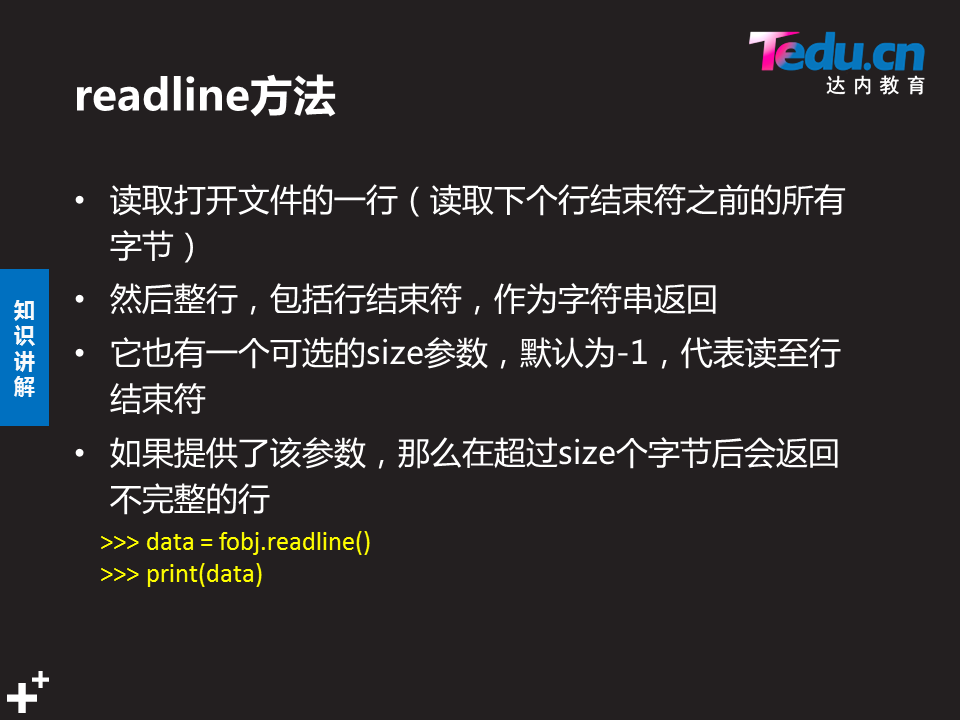 Tedu.cn
达内教育
readline方法
• 读取打开文件的一行（读取下个行结束符之前的所有
字节）
• 然后整行，包括行结束符，作为字符串返回
• 它也有一个可选的size参数，默认为-1，代表读至行
结束符
• 如果提供了该参数，那么在超过size个字节后会返回
不完整的行
>>> data = fobj.readline()
>>> print(data)
知
识
讲
解